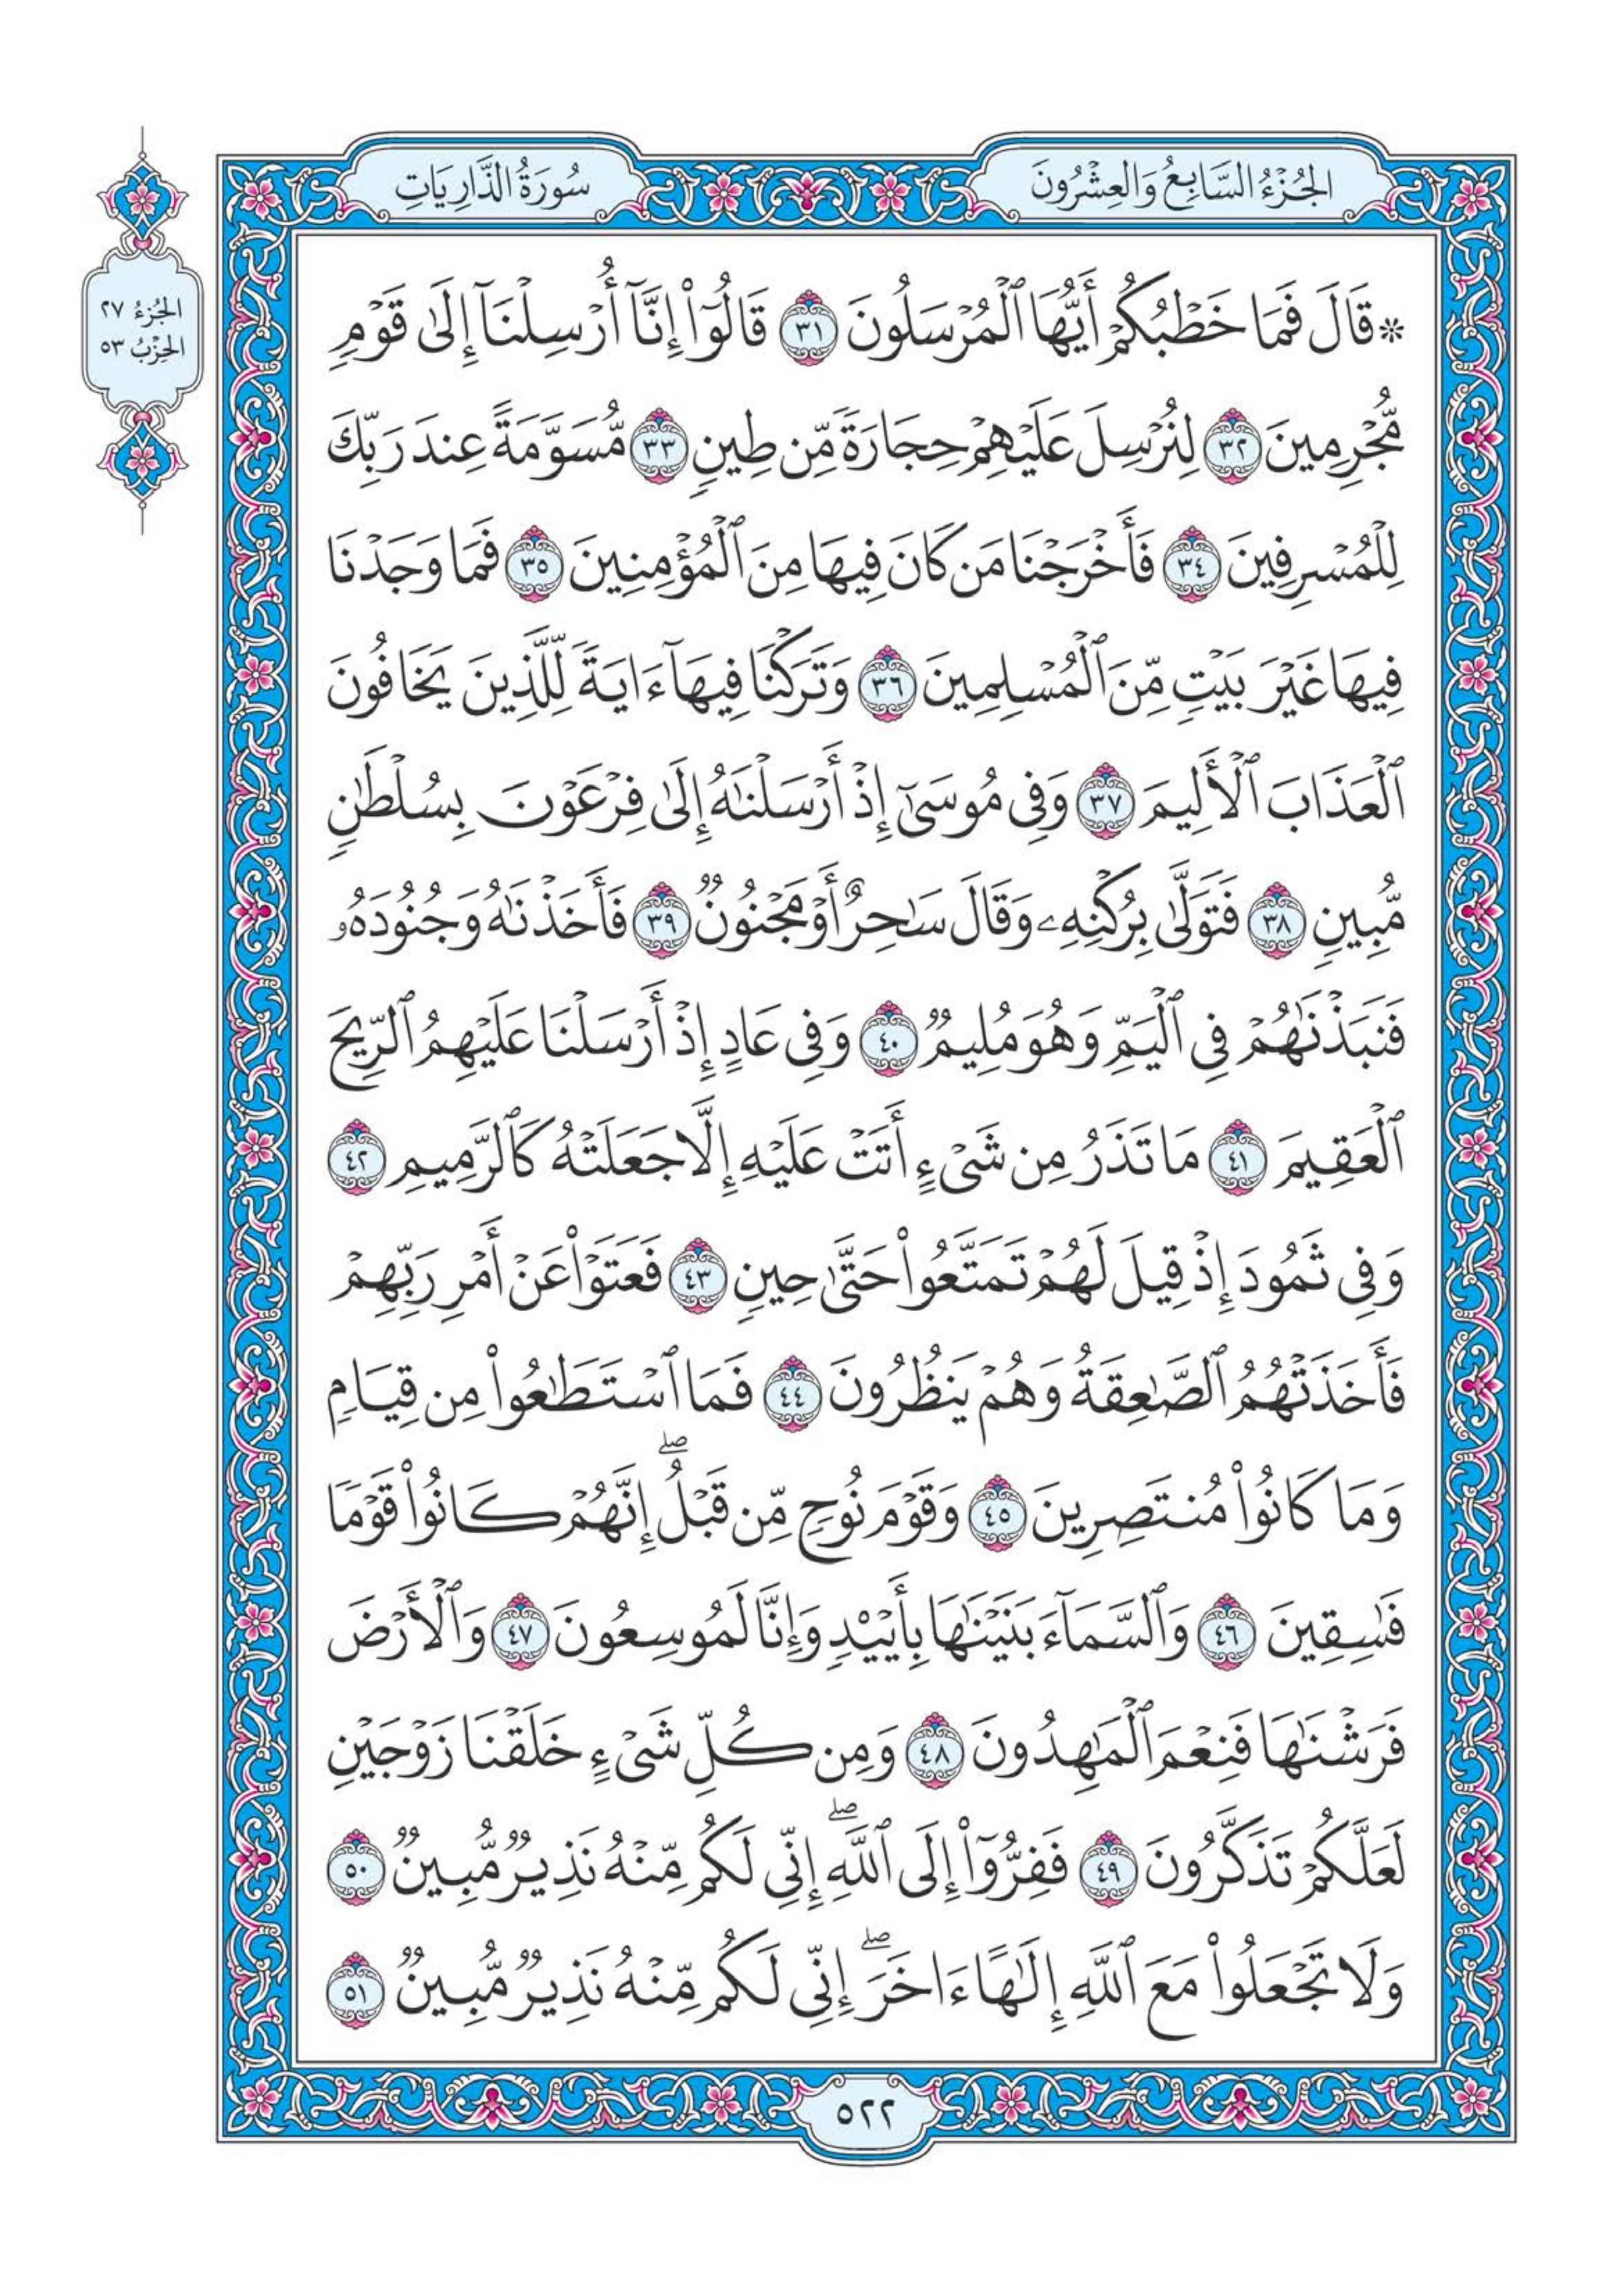 سُورَةُ الذَّارِيَاتِ
الجُزْءُ السَّابِعُ وَالعِشْرُونَ
الجُزءُ ٢٧
الحِزْبُ ٥٣
* قَالَ فَمَا خَطْبُكُمْ أَيُّهَا ٱلْمُرْسَلُونَ ٣١ قَالُوٓا۟ إِنَّآ أُرْسِلْنَآ إِلَىٰ قَوْمٍ
مُّجْرِمِينَ ٣٢ لِنُرْسِلَ عَلَيْهِمْ حِجَارَةً مِّن طِينٍ ٣٣ مُّسَوَّمَةً عِندَ رَبِّكَ
لِلْمُسْرِفِينَ ٣٤ فَأَخْرَجْنَا مَن كَانَ فِيهَا مِنَ ٱلْمُؤْمِنِينَ ٣٥ فَمَا وَجَدْنَا
فِيهَا غَيْرَ بَيْتٍ مِّنَ ٱلْمُسْلِمِينَ ٣٦ وَتَرَكْنَا فِيهَآ ءَايَةً لِّلَّذِينَ يَخَافُونَ
ٱلْعَذَابَ ٱلْأَلِيمَ ٣٧ وَفِى مُوسَىٰٓ إِذْ أَرْسَلْنَٰهُ إِلَىٰ فِرْعَوْنَ بِسُلْطَٰنٍ
مُّبِينٍ ٣٨ فَتَوَلَّىٰ بِرُكْنِهِۦ وَقَالَ سَٰحِرٌ أَوْ مَجْنُونٌ ٣٩ فَأَخَذْنَٰهُ وَجُنُودَهُۥ
فَنَبَذْنَٰهُمْ فِى ٱلْيَمِّ وَهُوَ مُلِيمٌ ٤٠ وَفِى عَادٍ إِذْ أَرْسَلْنَا عَلَيْهِمُ ٱلرِّيحَ
ٱلْعَقِيمَ ٤١ مَا تَذَرُ مِن شَىْءٍ أَتَتْ عَلَيْهِ إِلَّا جَعَلَتْهُ كَٱلرَّمِيمِ ٤٢
وَفِى ثَمُودَ إِذْ قِيلَ لَهُمْ تَمَتَّعُوا۟ حَتَّىٰ حِينٍ ٤٣ فَعَتَوْا۟ عَنْ أَمْرِ رَبِّهِمْ
فَأَخَذَتْهُمُ ٱلصَّٰعِقَةُ وَهُمْ يَنظُرُونَ ٤٤ فَمَا ٱسْتَطَٰعُوا۟ مِن قِيَامٍ
وَمَا كَانُوا۟ مُنتَصِرِينَ ٤٥ وَقَوْمَ نُوحٍ مِّن قَبْلُ ۖ إِنَّهُمْ كَانُوا۟ قَوْمًا
فَٰسِقِينَ ٤٦ وَٱلسَّمَآءَ بَنَيْنَٰهَا بِأَيْي۟دٍ وَإِنَّا لَمُوسِعُونَ ٤٧ وَٱلْأَرْضَ
فَرَشْنَٰهَا فَنِعْمَ ٱلْمَٰهِدُونَ ٤٨ وَمِن كُلِّ شَىْءٍ خَلَقْنَا زَوْجَيْنِ
لَعَلَّكُمْ تَذَكَّرُونَ ٤٩ فَفِرُّوٓا۟ إِلَى ٱللَّهِ ۖ إِنِّى لَكُم مِّنْهُ نَذِيرٌ مُّبِينٌ ٥٠
وَلَا تَجْعَلُوا۟ مَعَ ٱللَّهِ إِلَٰهًا ءَاخَرَ ۖ إِنِّى لَكُم مِّنْهُ نَذِيرٌ مُّبِينٌ ٥١
٥٢٢